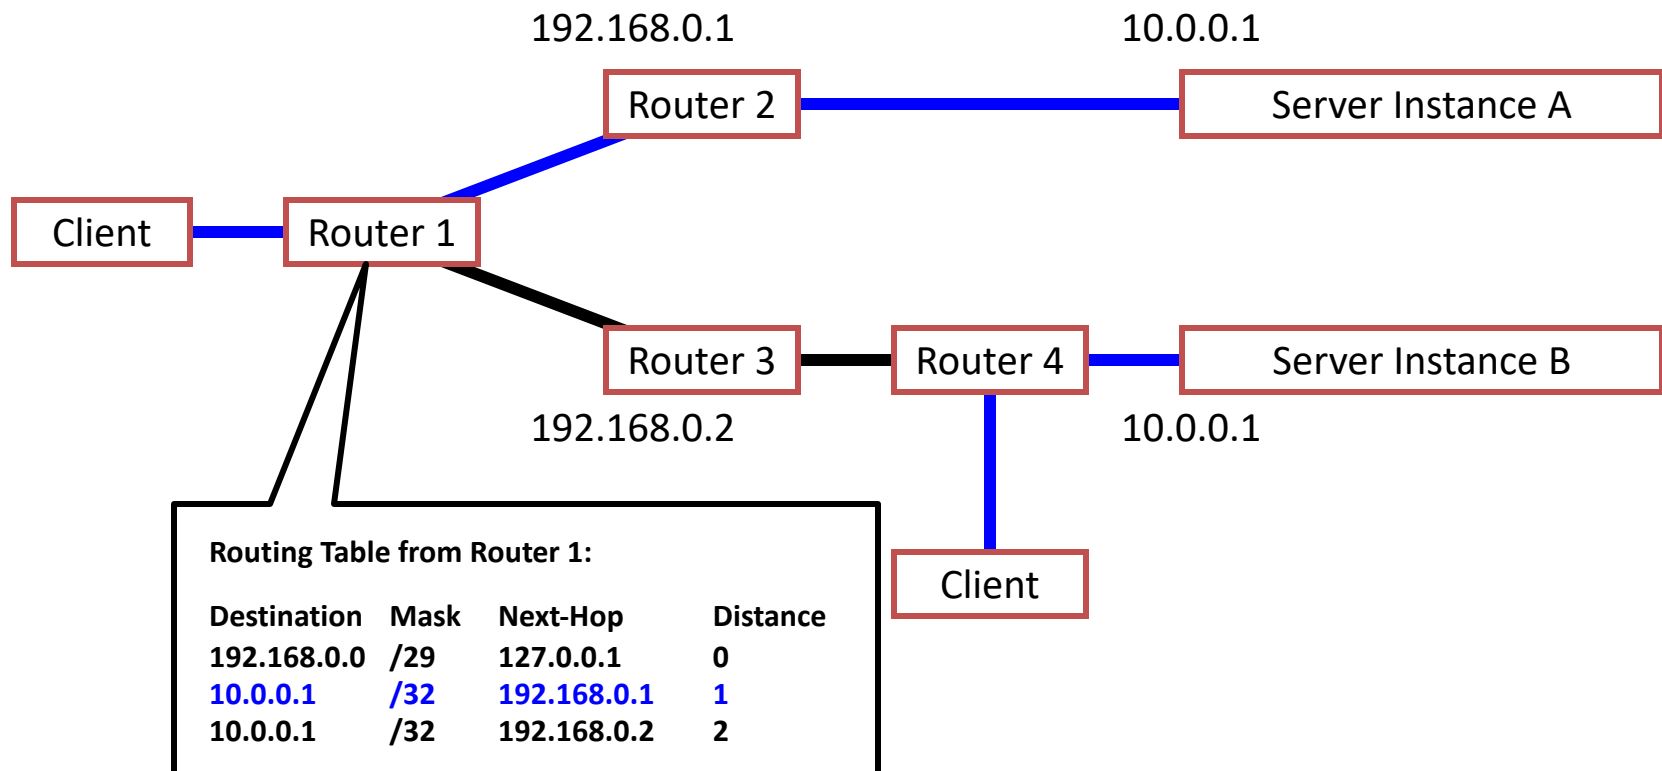 192.168.0.1
10.0.0.1
Router 2
Server Instance A
Client
Router 1
Router 3
Router 4
Server Instance B
192.168.0.2
10.0.0.1
Routing Table from Router 1:
Client
Destination Mask Next-Hop Distance
192.168.0.0 /29 127.0.0.1 0
10.0.0.1 /32 192.168.0.1 1
10.0.0.1 /32 192.168.0.2 2